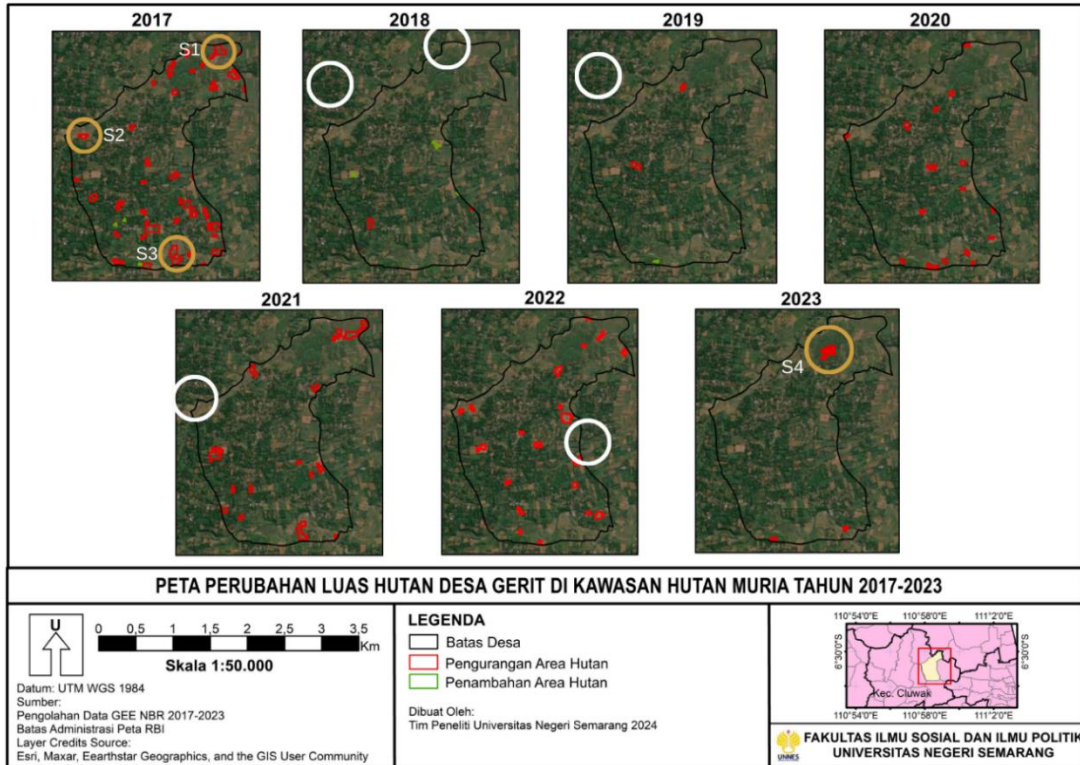 2017
2018
2019
2020
S1
S2
S3
2021
2022
2023
S4
PETA PERUBAHAN LUAS HUTAN DESA GERIT DI KAWASAN HUTAN MURIA TAHUN 2017-2023
U
0 0,5 1 1,5 2 2,5 3 3,5
Km
Skala 1:50.000
Datum: UTM WGS 1984
Sumber:
Pengolahan Data GEE NBR 2017-2023
Batas Administrasi Peta RBI
Layer Credits Source:
Esri, Maxar, Eearthstar Geographics, and the GIS User Community
LEGENDA
Batas Desa
Pengurangan Area Hutan
Penambahan Area Hutan
Dibuat Oleh:
Tim Peneliti Universitas Negeri Semarang 2024
110°54'0"E 110°58'0"E 111°2'0"E
6°30'0"S 6°30'0"S
Kec. Cluwak
110°54'0"E 110°58'0"E 111°2'0"E
UNNES
FAKULTAS ILMU SOSIAL DAN ILMU POLITIK
UNIVERSITAS NEGERI SEMARANG